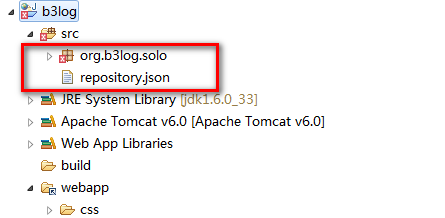 b3log
src
org.b3log.solo
repository.json
JRE System Library [jdk1.6.0_33]
Apache Tomcat v6.0 [Apache Tomcat v6.0]
Web App Libraries
build
webapp
css